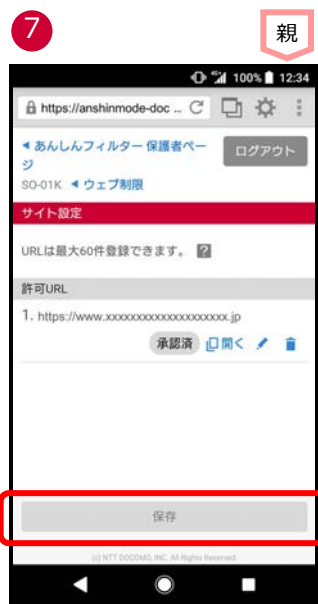 7
親
100% 12:34
https://anshinmode-doc ...
◀ あんしんフィルター 保護者ページ
ログアウト
SO-01K ◀ ウェブ制限
サイト設定
URLは最大60件登録できます。 ?
許可URL
1. https://www.xxxxxxxxxxxxxxxxxxxx.jp
承認済 開く
保存
(c) NTT DOCOMO, INC. All Rights Reserved.